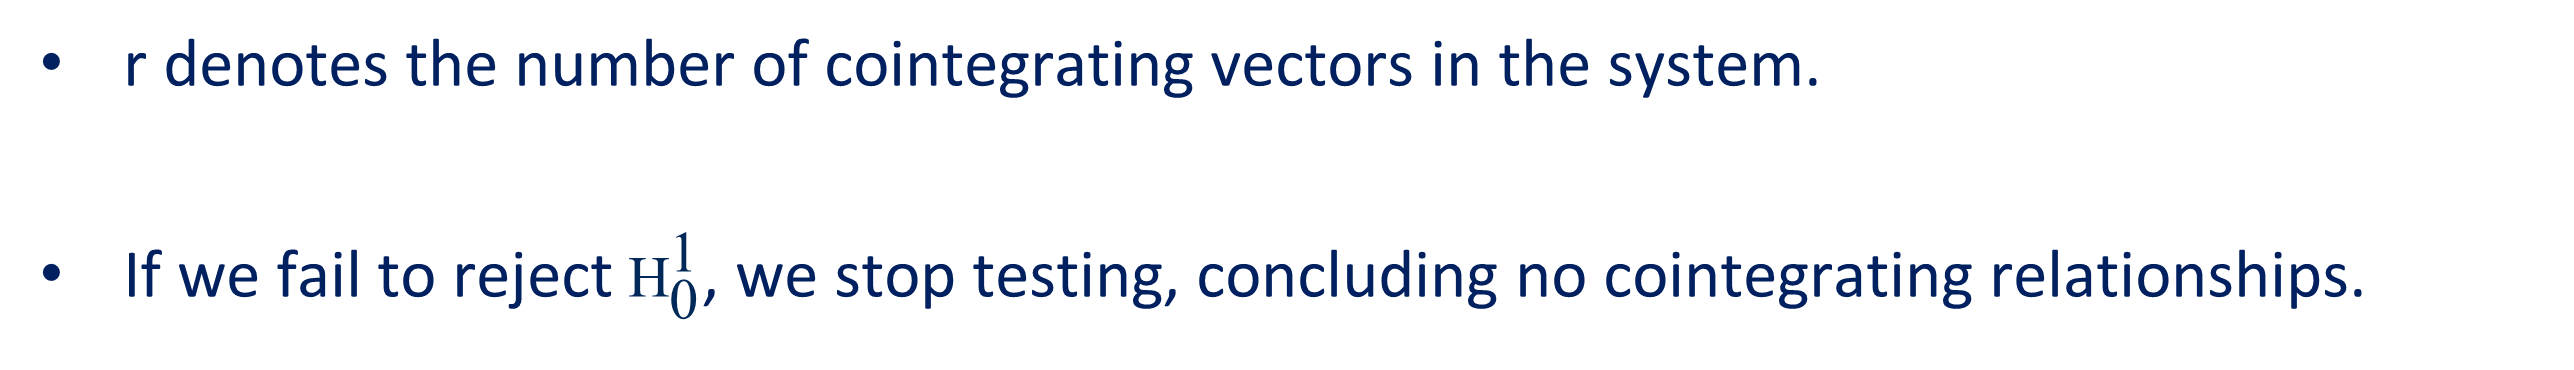 • r denotes the number of cointegrating vectors in the system.
• If we fail to reject H₀¹, we stop testing, concluding no cointegrating relationships.